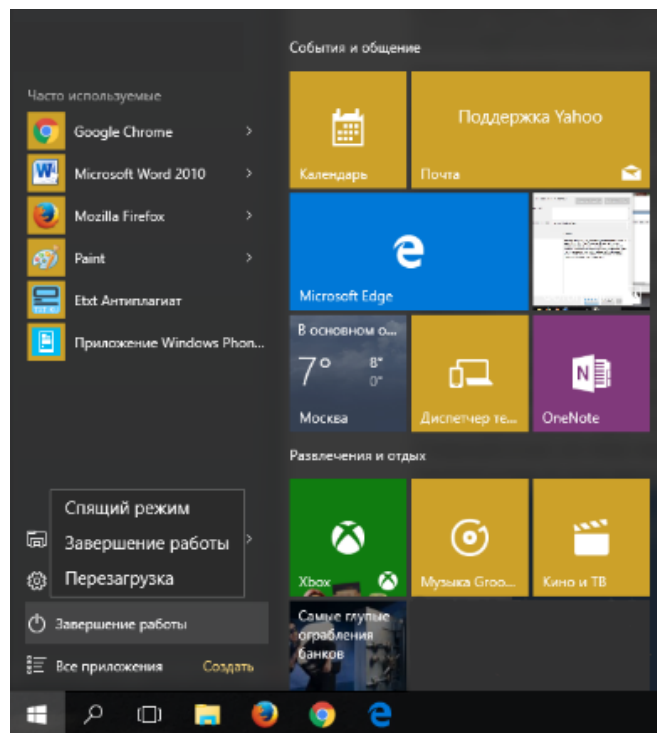 События и общение
Часто используемые
Google Chrome
Microsoft Word 2010
Mozilla Firefox
Paint
Etxt Антиплагиат
Приложение Windows Phon...
Спящий режим
Завершение работы
Перезагрузка
Завершение работы
Все приложения
Создать
Календарь
Поддержка Yahoo
Почта
Microsoft Edge
В основном о...
7°
8°
0°
Москва
Диспетчер те...
OneNote
Развлечения и отдых
Xbox
Музыка Groo...
Кино и ТВ
Самые глупые
ограбления
банков